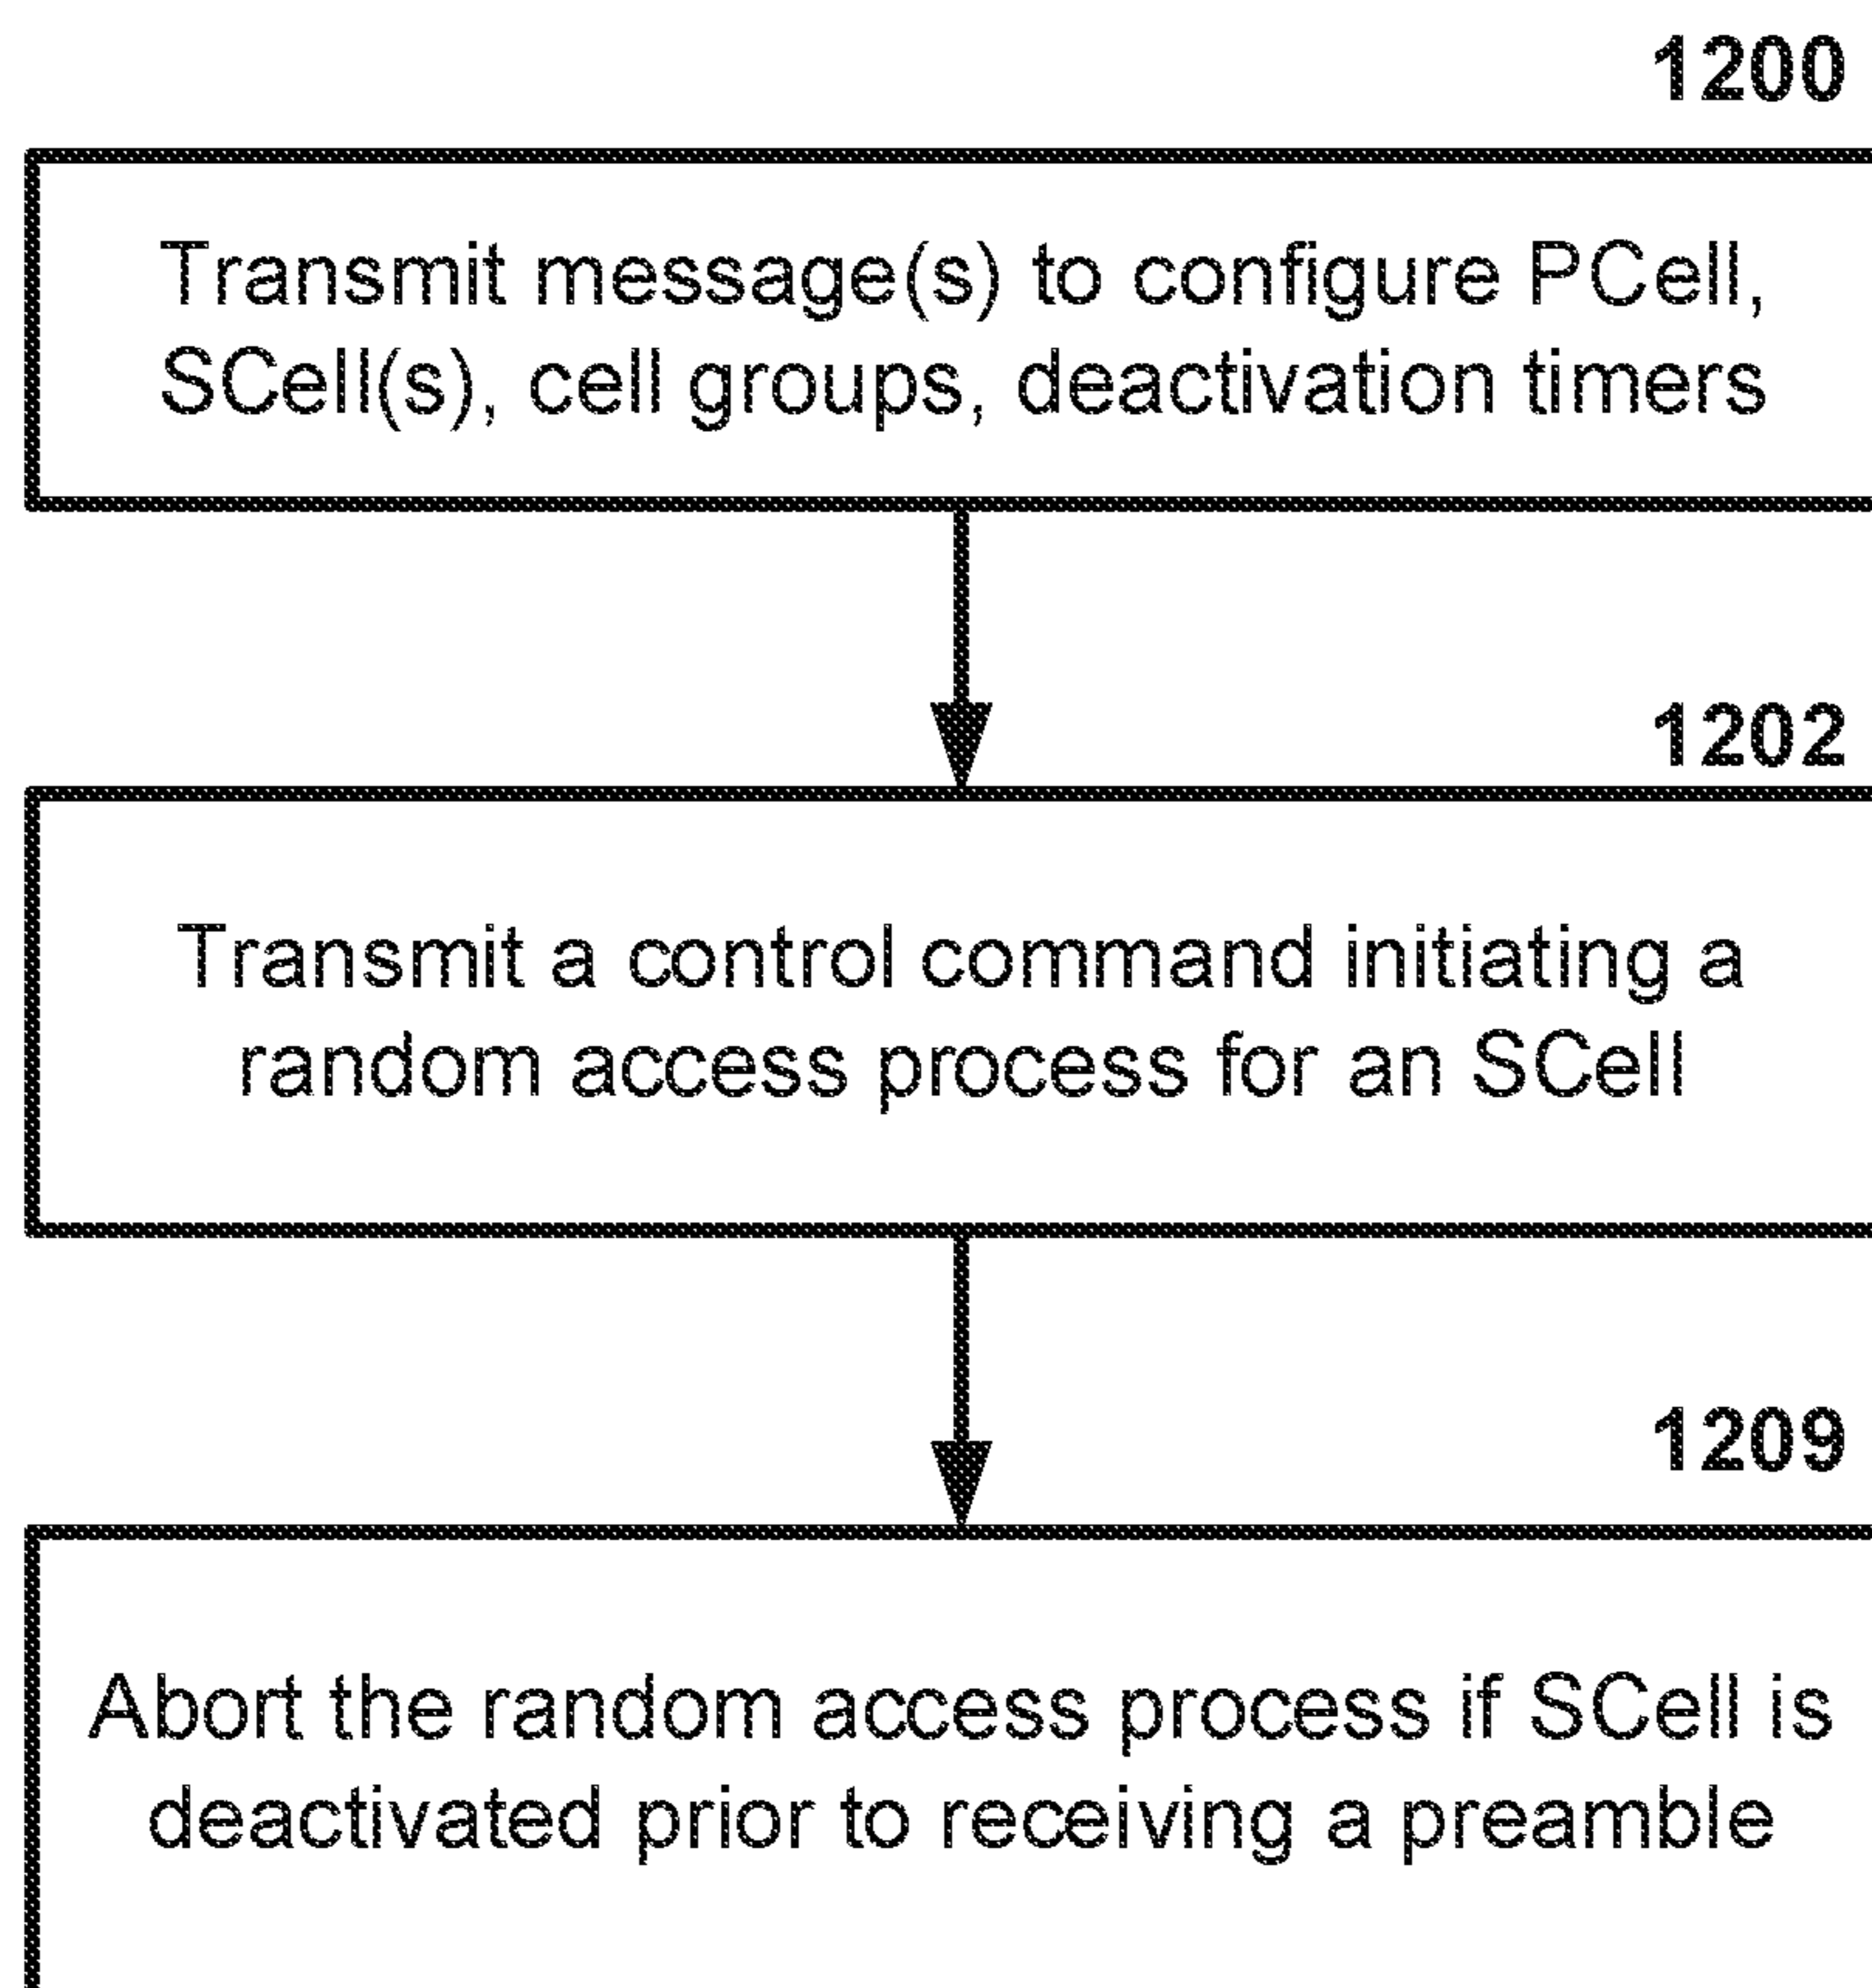 1200
Transmit message(s) to configure PCell,
SCell(s), cell groups, deactivation timers
1202
Transmit a control command initiating a
random access process for an SCell
1209
Abort the random access process if SCell is
deactivated prior to receiving a preamble